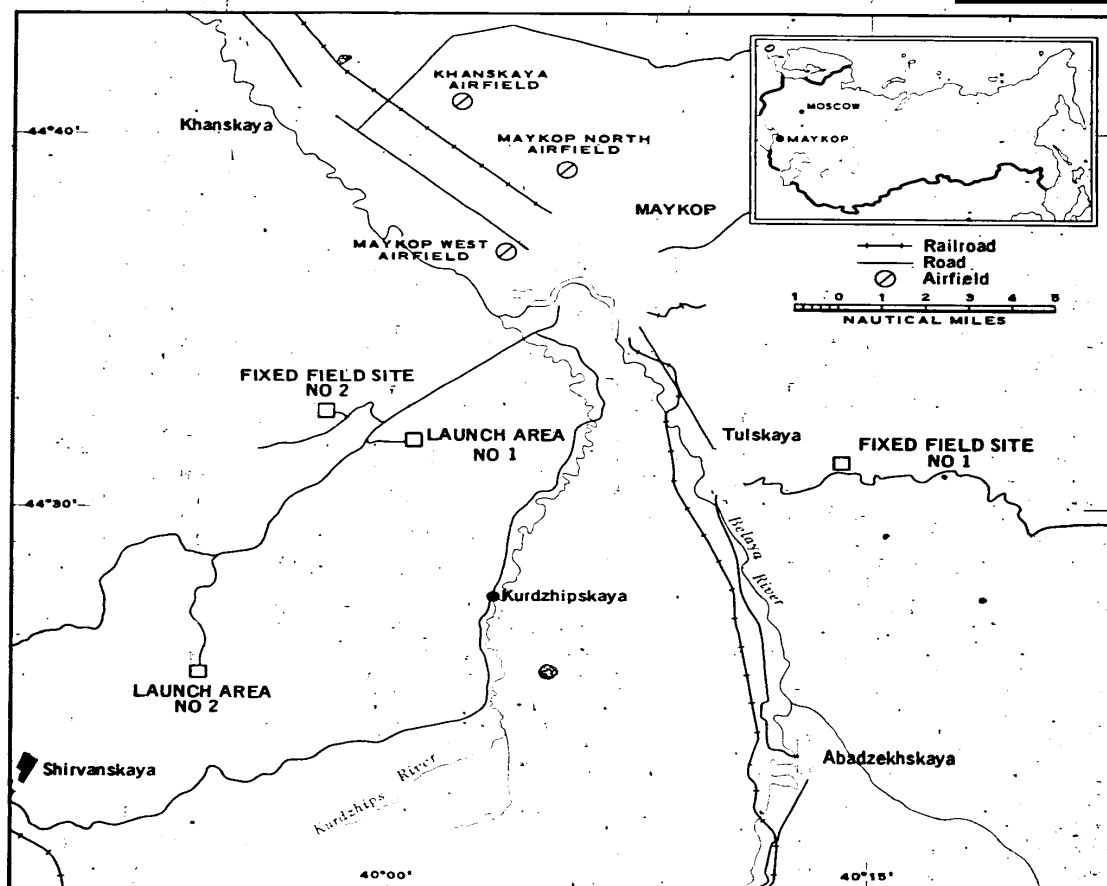 KHANSKAYA
AIRFIELD
MOSCOW
MAYKOP
44°40'
Khanskaya
MAYKOP NORTH
AIRFIELD
MAYKOP
MAYKOP WEST
AIRFIELD
Railroad
Road
Airfield
1 0 1 2 3 4 5
NAUTICAL MILES
FIXED FIELD SITE
NO 2
LAUNCH AREA
NO 1
Tulskaya
FIXED FIELD SITE
NO 1
44°30'
Belaya River
Kurdzhipskaya
LAUNCH AREA
NO 2
Shirvanskaya
Abadzekhskaya
Kurdzhips River
40°00'
40°15'